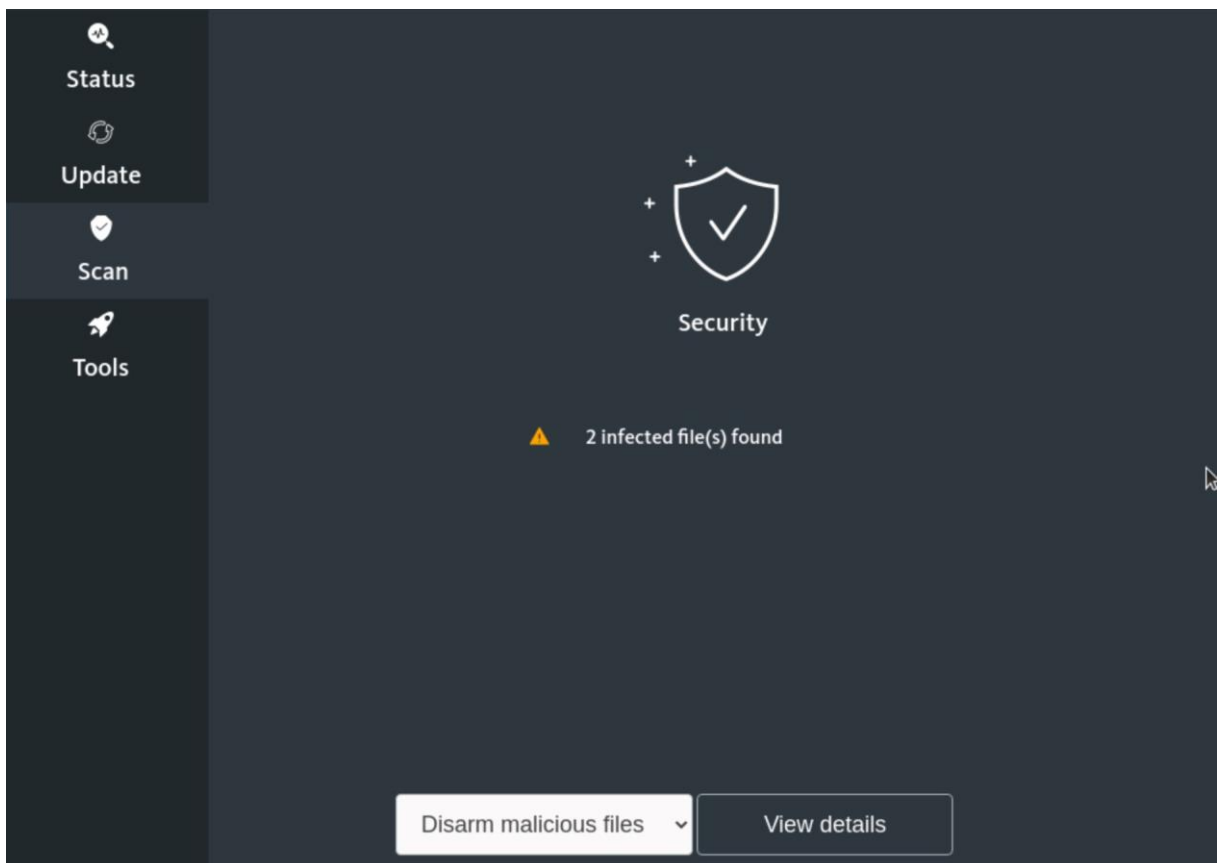 Status
Update
Scan
Tools
Security
2 infected file(s) found
Disarm malicious files
View details